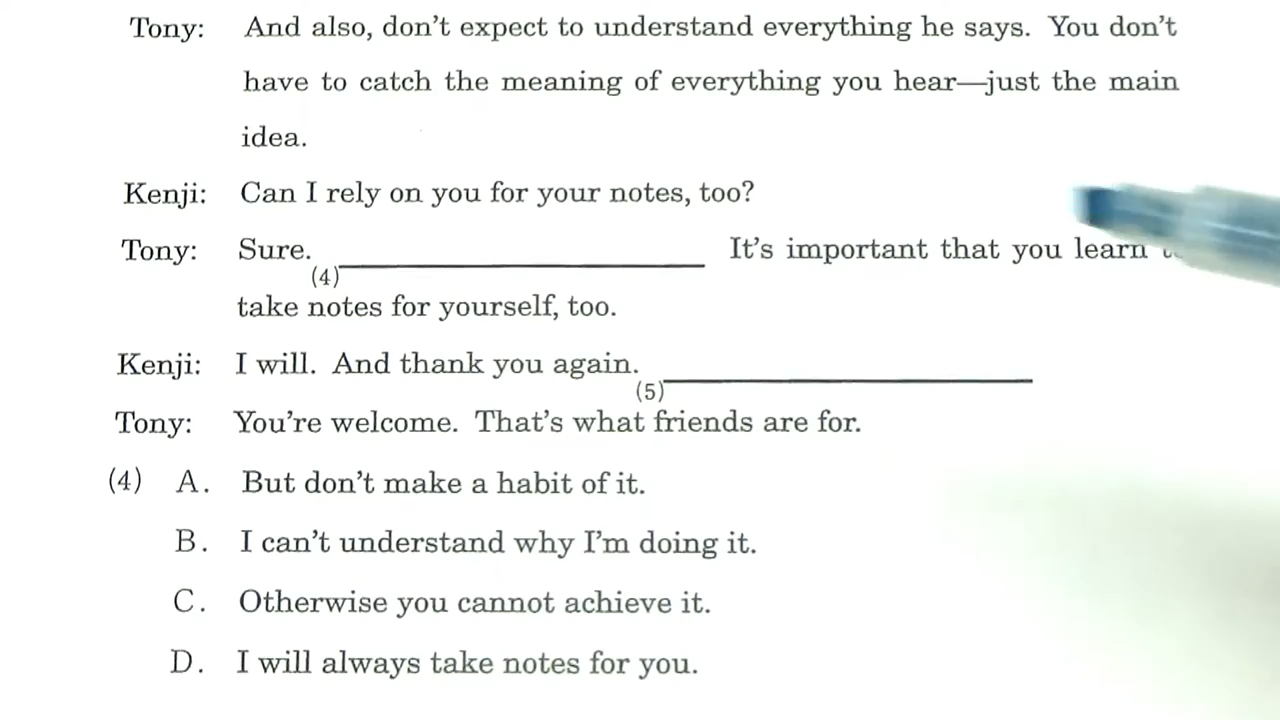 Tony: And also, don't expect to understand everything he says. You don't
have to catch the meaning of everything you hear—just the main
idea.
Kenji: Can I rely on you for your notes, too?
Tony: Sure. (4)__________ It's important that you learn
take notes for yourself, too.
Kenji: I will. And thank you again. (5)__________
Tony: You're welcome. That's what friends are for.
(4) A. But don't make a habit of it.
B. I can't understand why I'm doing it.
C. Otherwise you cannot achieve it.
D. I will always take notes for you.